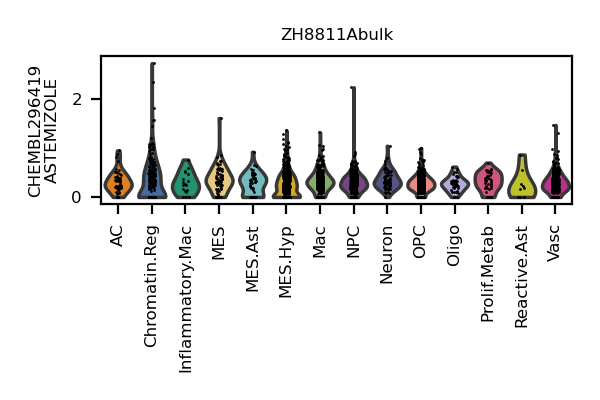 ZH8811Abulk
CHEMBL296419
ASTEMIZOLE
2
0
AC
Chromatin.Reg
Inflammatory.Mac
MES
MES.Ast
MES.Hyp
Mac
NPC
Neuron
OPC
Oligo
Prolif.Metab
Reactive.Ast
Vasc